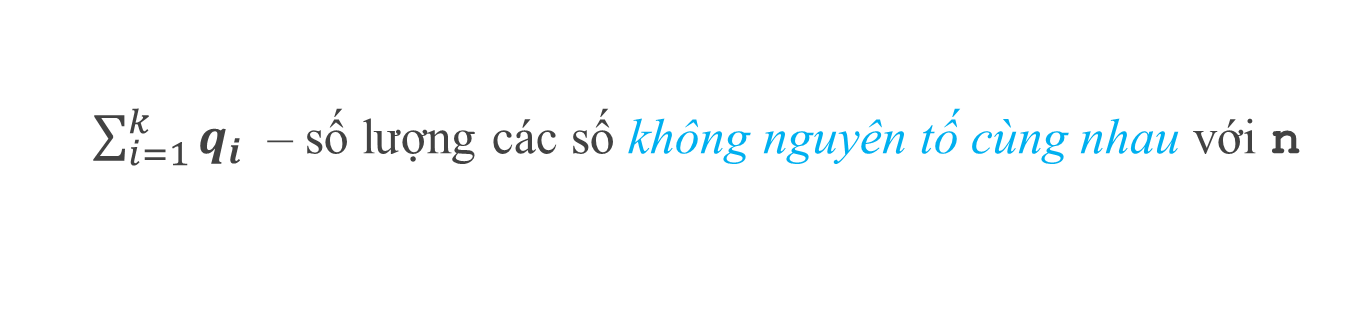 ∑_{i=1}^{k} q_i – số lượng các số không nguyên tố cùng nhau với n